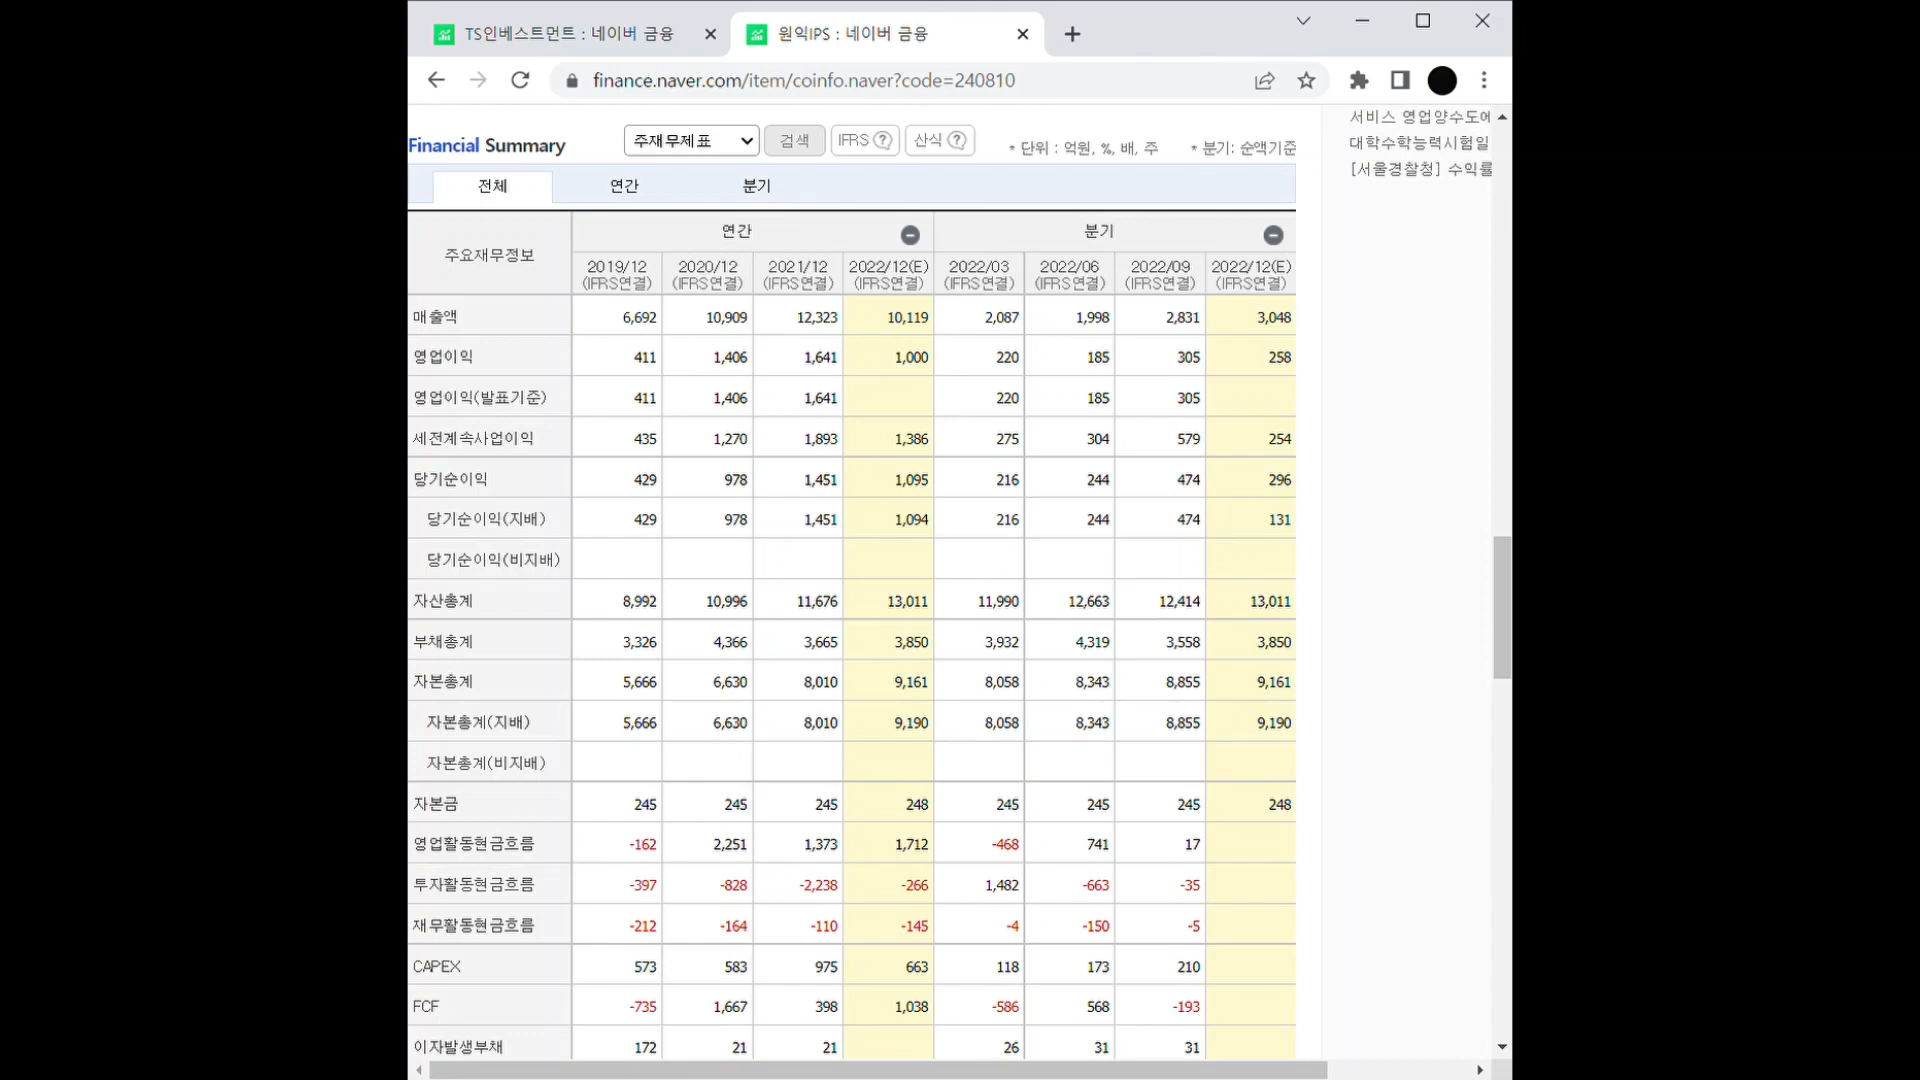 TS인베스트먼트 : 네이버 금융
원익IPS : 네이버 금융
finance.naver.com/item/coinfo.naver?code=240810
서비스 영업양수도에
대학수학능력시험일
[서울경찰청] 수익률
Financial Summary 주재무제표 검색 IFRS ? 산식 ? * 단위 : 억원, %, 배, 주 * 분기: 순액기준
전체 연간 분기
주요재무정보 연간 분기
2019/12 2020/12 2021/12 2022/12(E) 2022/03 2022/06 2022/09 2022/12(E)
(IFRS연결) (IFRS연결) (IFRS연결) (IFRS연결) (IFRS연결) (IFRS연결) (IFRS연결) (IFRS연결)
매출액 6,692 10,909 12,323 10,119 2,087 1,998 2,831 3,048
영업이익 411 1,406 1,641 1,000 220 185 305 258
영업이익(발표기준) 411 1,406 1,641 220 185 305
세전계속사업이익 435 1,270 1,893 1,386 275 304 579 254
당기순이익 429 978 1,451 1,095 216 244 474 296
당기순이익(지배) 429 978 1,451 1,094 216 244 474 131
당기순이익(비지배)
자산총계 8,992 10,996 11,676 13,011 11,990 12,663 12,414 13,011
부채총계 3,326 4,366 3,665 3,850 3,932 4,319 3,558 3,850
자본총계 5,666 6,630 8,010 9,161 8,058 8,343 8,855 9,161
자본총계(지배) 5,666 6,630 8,010 9,190 8,058 8,343 8,855 9,190
자본총계(비지배)
자본금 245 245 245 248 245 245 245 248
영업활동현금흐름 -162 2,251 1,373 1,712 -468 741 17
투자활동현금흐름 -397 -828 -2,238 -266 1,482 -663 -35
재무활동현금흐름 -212 -164 -110 -145 -4 -150 -5
CAPEX 573 583 975 663 118 173 210
FCF -735 1,667 398 1,038 -586 568 -193
이자발생부채 172 21 21 26 31 31